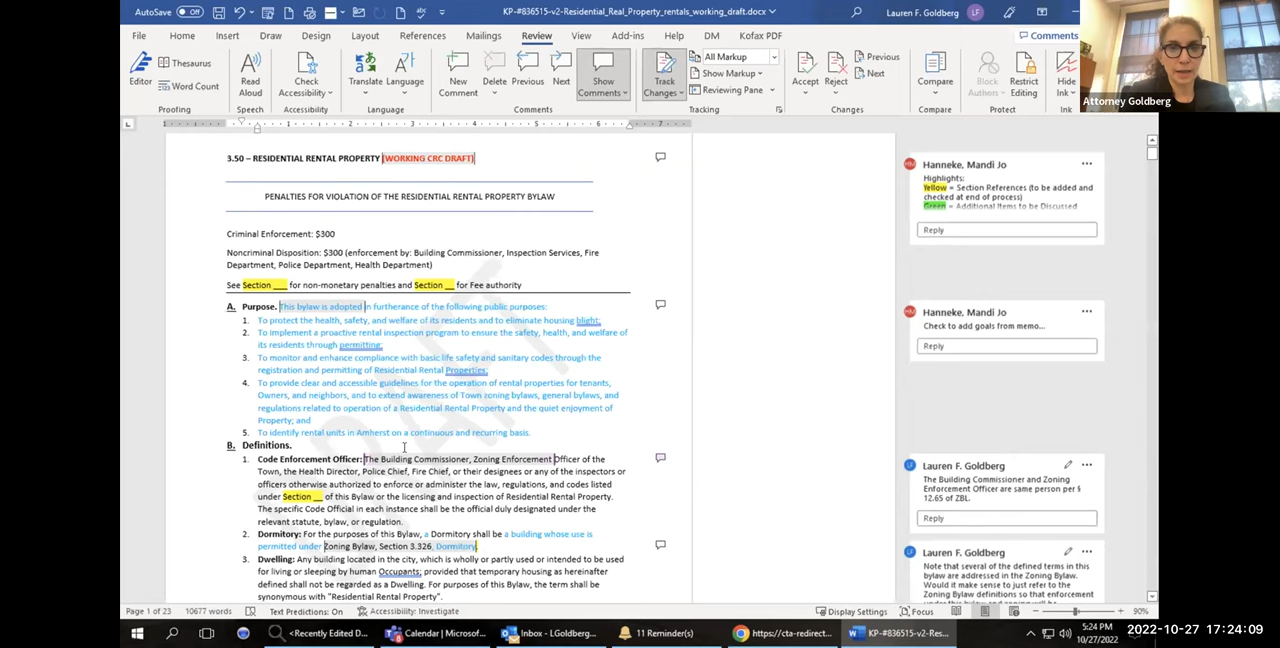 AutoSave Off
KP-#836515-v2-Residential_Real_Property_rentals_working_draft.docx
Lauren F. Goldberg LF
File Home Insert Draw Design Layout References Mailings Review View Add-ins Help DM Kofax PDF Comments
Editor
Thesaurus
Word Count
Proofing
Read Aloud
Speech
Check Accessibility
Accessibility
Translate Language
Language
New Comment Delete Previous Next Show Comments
Comments
Track Changes
All Markup
Show Markup
Reviewing Pane
Tracking
Accept Reject
Previous
Next
Changes
Compare
Compare
Block Authors Restrict Editing
Protect
Hide Ink
Ink
Attorney Goldberg
3.50 – RESIDENTIAL RENTAL PROPERTY (WORKING CRC DRAFT)
PENALTIES FOR VIOLATION OF THE RESIDENTIAL RENTAL PROPERTY BYLAW
Criminal Enforcement: $300
Noncriminal Disposition: $300 (enforcement by: Building Commissioner, Inspection Services, Fire
Department, Police Department, Health Department)
See Section ___ for non-monetary penalties and Section __ for Fee authority
A. Purpose. This bylaw is adopted in furtherance of the following public purposes:
1. To protect the health, safety, and welfare of its residents and to eliminate housing blight;
2. To implement a proactive rental inspection program to ensure the safety, health, and welfare of
its residents through permitting;
3. To monitor and enhance compliance with basic life safety and sanitary codes through the
registration and permitting of Residential Rental Properties;
4. To provide clear and accessible guidelines for the operation of rental properties for tenants,
Owners, and neighbors, and to extend awareness of Town zoning bylaws, general bylaws, and
regulations related to operation of a Residential Rental Property and the quiet enjoyment of
Property; and
5. To identify rental units in Amherst on a continuous and recurring basis.
B. Definitions.
1. Code Enforcement Officer: The Building Commissioner, Zoning Enforcement Officer of the
Town, the Health Director, Police Chief, Fire Chief, or their designees or any of the inspectors or
officers otherwise authorized to enforce or administer the law, regulations, and codes listed
under Section __ of this Bylaw or the licensing and inspection of Residential Rental Property.
The specific Code Official in each instance shall be the official duly designated under the
relevant statute, bylaw, or regulation.
2. Dormitory: For the purposes of this Bylaw, a Dormitory shall be a building whose use is
permitted under Zoning Bylaw, Section 3.326, Dormitory.
3. Dwelling: Any building located in the city, which is wholly or partly used or intended to be used
for living or sleeping by human Occupants; provided that temporary housing as hereinafter
defined shall not be regarded as a Dwelling. For purposes of this Bylaw, the term shall be
synonymous with "Residential Rental Property".
DRAFT
HM Hanneke, Mandi Jo
Highlights:
Yellow = Section References (to be added and
checked at end of process)
Green = Additional Items to be Discussed
Reply
HM Hanneke, Mandi Jo
Check to add goals from memo...
Reply
LF Lauren F. Goldberg
The Building Commissioner and Zoning
Enforcement Officer are same person per §
12.65 of ZBL.
Reply
LF Lauren F. Goldberg
Note that several of the defined terms in this
bylaw are addressed in the Zoning Bylaw.
Would it make sense to just refer to the
Zoning Bylaw definitions so that enforcement
Page 1 of 23 10677 words Text Predictions: On Accessibility: Investigate Display Settings Focus 90%
<Recently Edited D... Calendar | Microsof... Inbox - LGoldberg... 11 Reminder(s) https://cta-redirect... KP-#836515-v2-Res...
5:24 PM
10/27/2022
2022-10-27 17:24:09